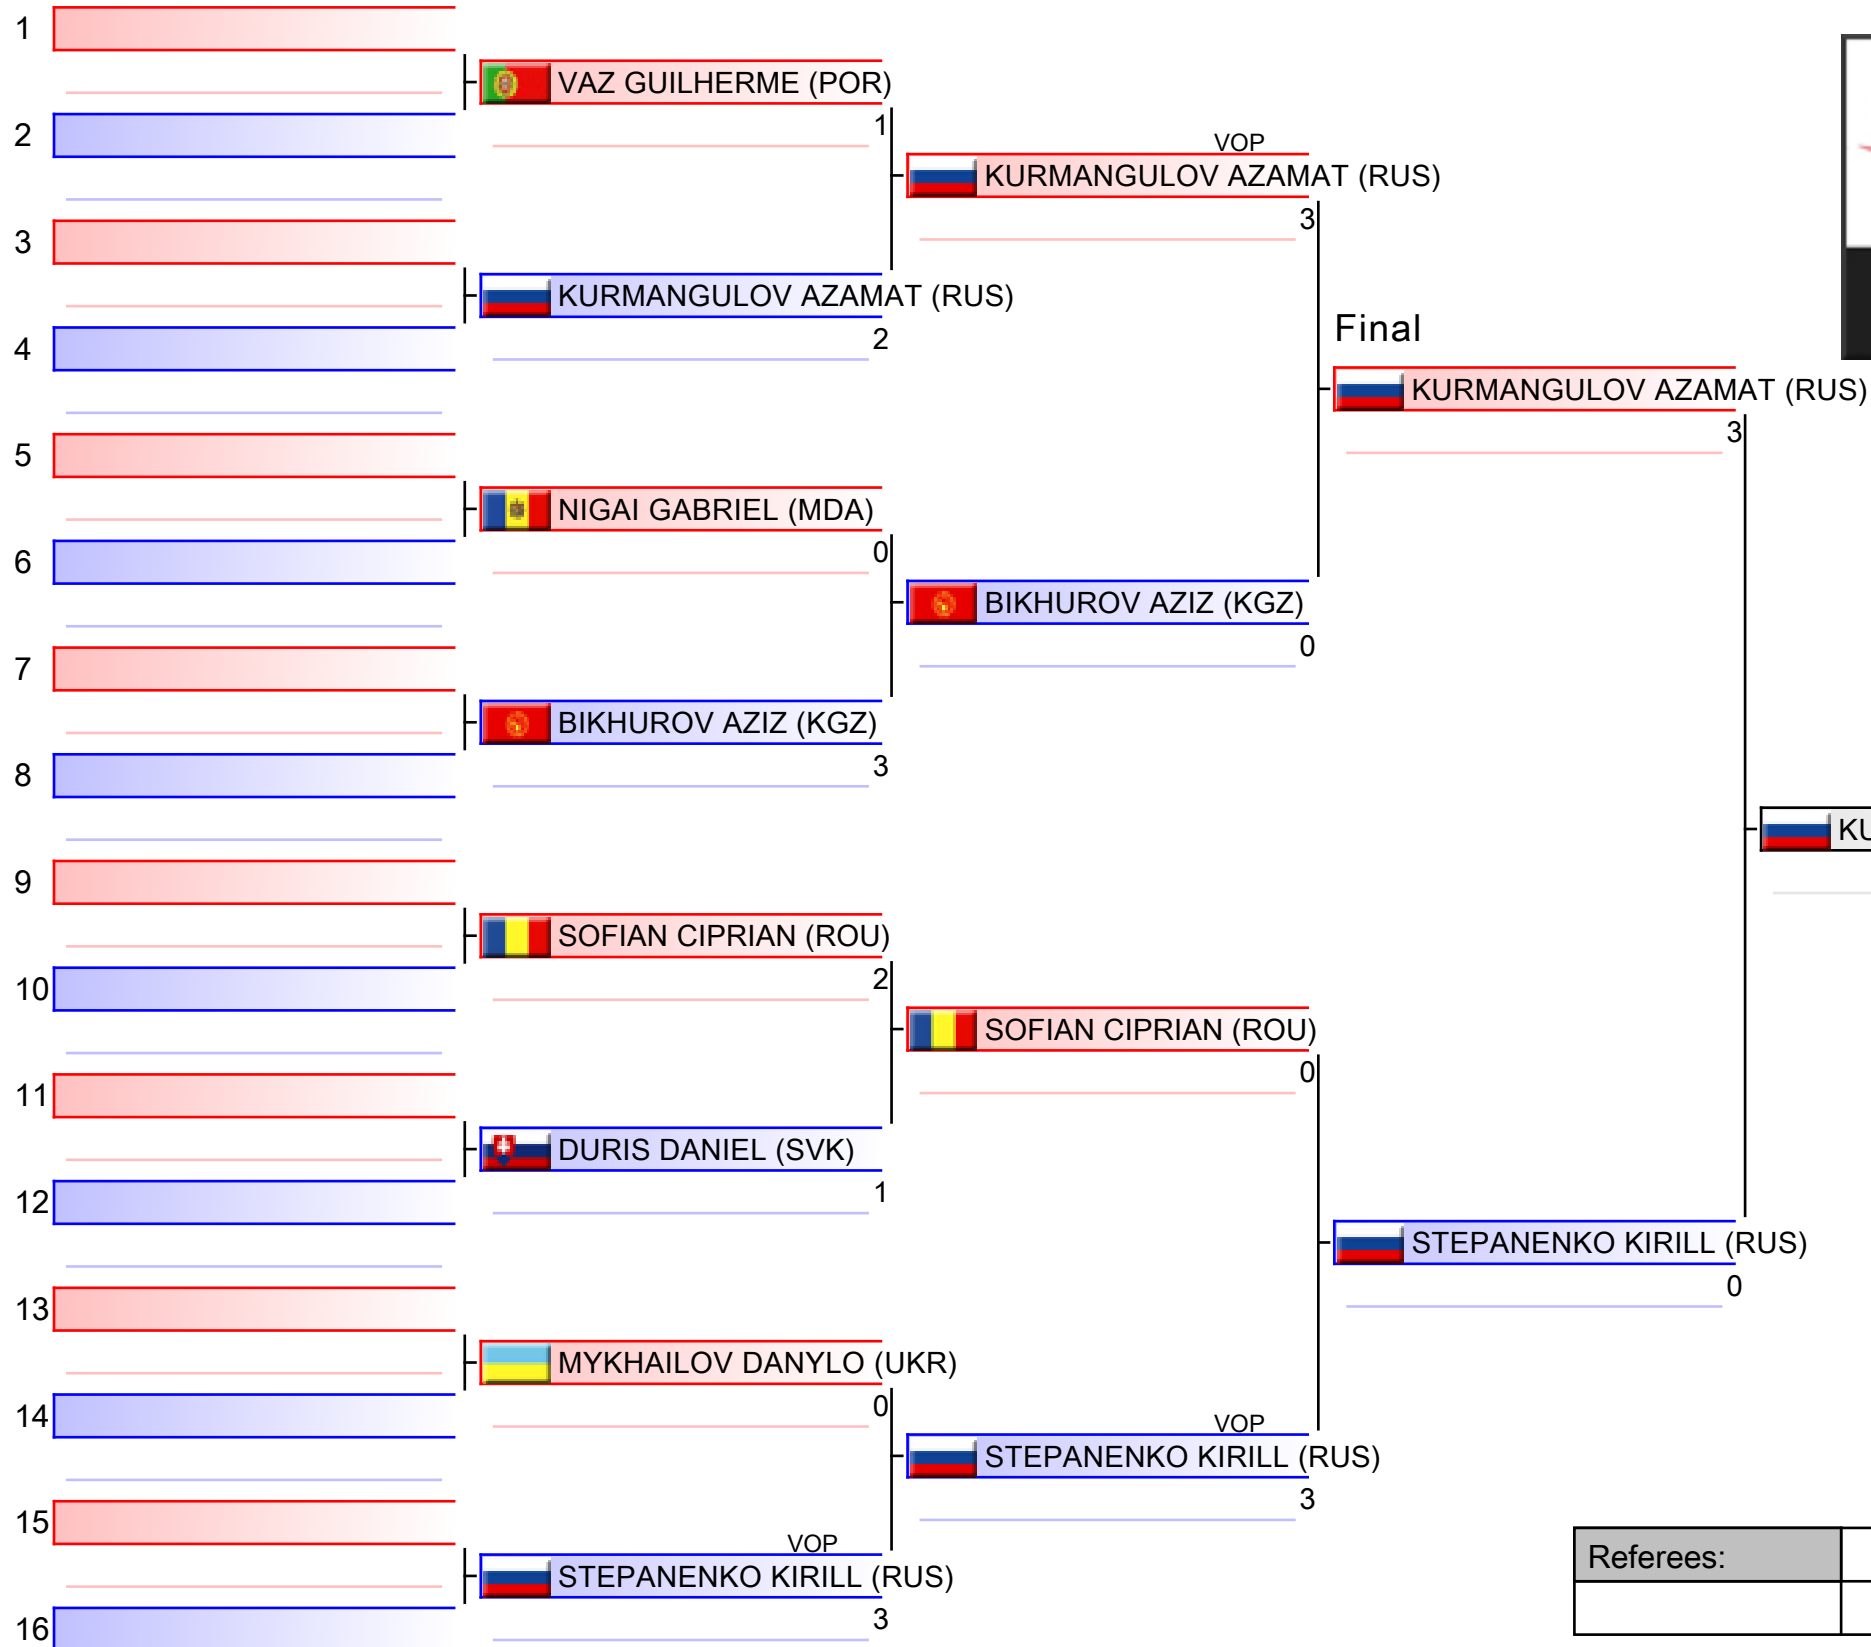 1
VAZ GUILHERME (POR)
1
2
VOP
KURMANGULOV AZAMAT (RUS)
3
3
KURMANGULOV AZAMAT (RUS)
2
4
Final
KURMANGULOV AZAMAT (RUS)
3
5
NIGAI GABRIEL (MDA)
0
6
BIKHUROV AZIZ (KGZ)
0
7
BIKHUROV AZIZ (KGZ)
3
8
KU
9
SOFIAN CIPRIAN (ROU)
2
10
SOFIAN CIPRIAN (ROU)
0
11
DURIS DANIEL (SVK)
1
12
STEPANENKO KIRILL (RUS)
0
13
MYKHAILOV DANYLO (UKR)
0
14
VOP
STEPANENKO KIRILL (RUS)
3
15
VOP
STEPANENKO KIRILL (RUS)
3
16
Referees: